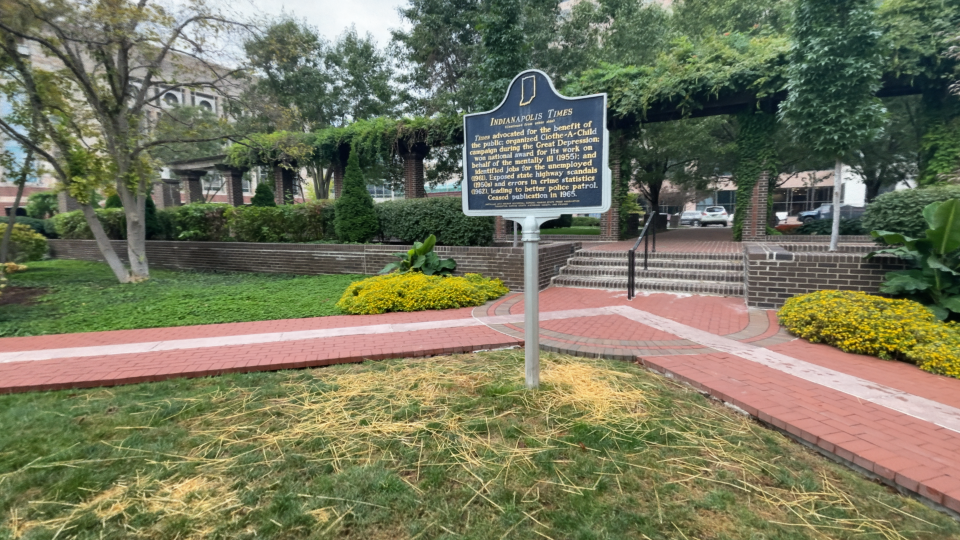 INDIANAPOLIS TIMES
Times advocated for the benefit of
the public: organized Clothe-A-Child
campaign during the Great Depression;
won national award for its work on
behalf of the mentally ill (1955); and
identified jobs for the unemployed
(1961). Exposed state highway scandals
(1950s) and errors in crime statistics
(1962), leading to better police patrol.
Ceased publication in 1965.